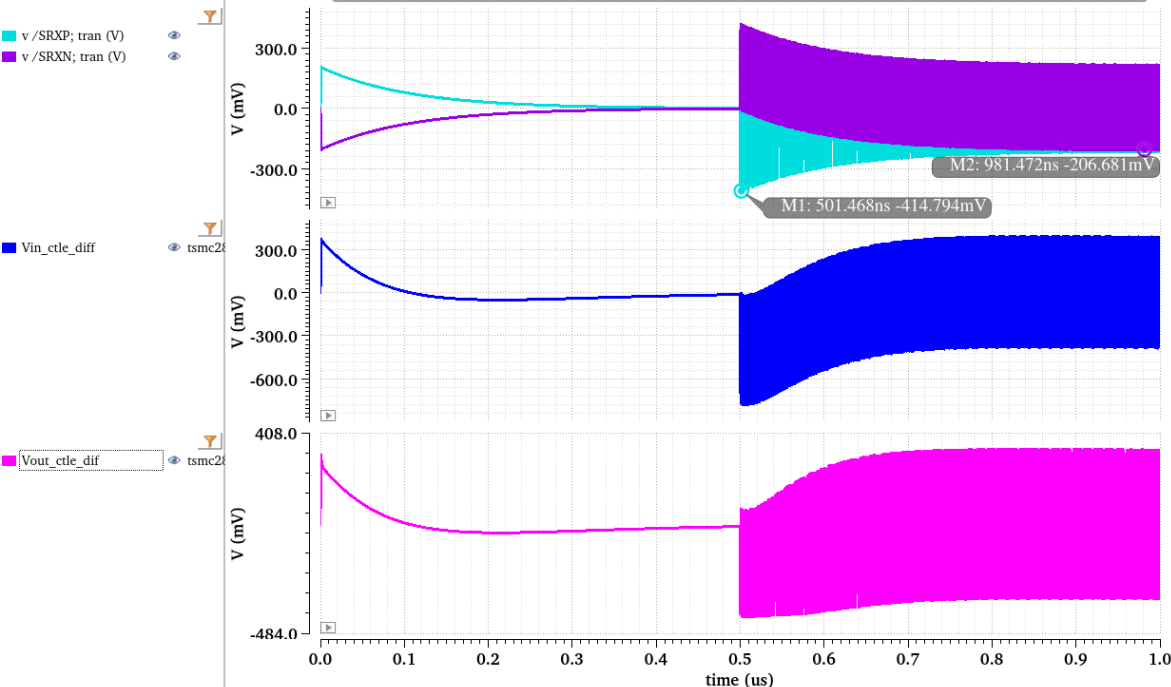 v /SRXP; tran (V)
v /SRXN; tran (V)
V (mV)
300.0
0.0
-300.0
M2: 981.472ns -206.681mV
M1: 501.468ns -414.794mV
Vin_ctle_diff
tsmc28
V (mV)
300.0
0.0
-300.0
-600.0
Vout_ctle_dif
tsmc28
V (mV)
408.0
-484.0
0.0 0.1 0.2 0.3 0.4 0.5 0.6 0.7 0.8 0.9 1.0
time (us)